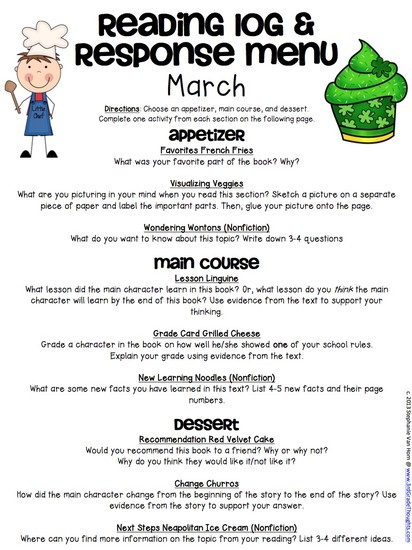 Reading log &
Response menu
March
Directions: Choose an appetizer, main course, and dessert.
Complete one activity from each section on the following page.
Little
Chef
appetizer
Favorites French Fries
What was your favorite part of the book? Why?
Visualizing Veggies
What are you picturing in your mind when you read this section? Sketch a picture on a separate
piece of paper and label the important parts. Then, glue your picture onto the page.
Wondering Wontons (Nonfiction)
What do you want to know about this topic? Write down 3-4 questions
main course
Lesson Linguine
What lesson did the main character learn in this book? Or, what lesson do you think the main
character will learn by the end of this book? Use evidence from the text to support your
thinking.
Grade Card Grilled Cheese
Grade a character in the book on how well he/she showed one of your school rules.
Explain your grade using evidence from the text.
New Learning Noodles (Nonfiction)
What are some new facts you have learned in this text? List 4-5 new facts and their page
numbers.
Dessert
Recommendation Red Velvet Cake
Would you recommend this book to a friend? Why or why not?
Why do you think they would like it/not like it?
Change Churros
How did the main character change from the beginning of the story to the end of the story? Use
evidence from the story to support your answer.
Next Steps Neapolitan Ice Cream (Nonfiction)
Where can you find more information on the topic from your reading? List 3-4 different ideas.
c. 2013 Stephanie Van Horn @ www.3rdGradeThoughts.com